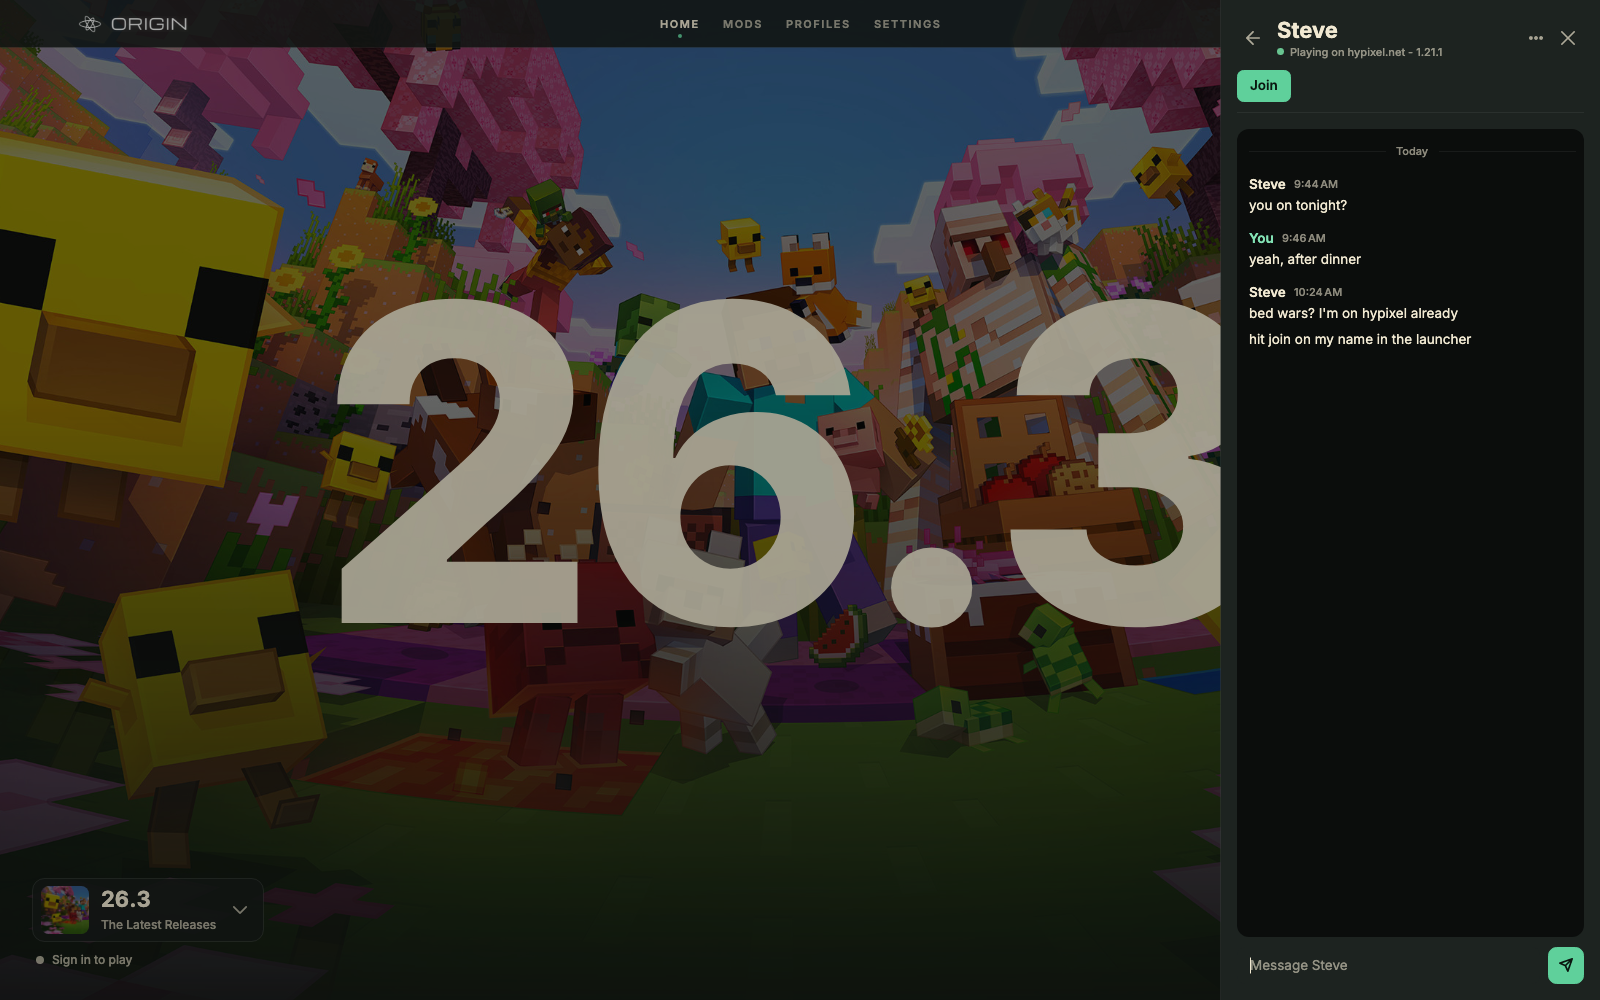 ORIGIN
HOME MODS PROFILES SETTINGS
26.3
26.3
The Latest Releases
Sign in to play
Steve
Playing on hypixel.net - 1.21.1
Join
Today
Steve 9:44 AM
you on tonight?
You 9:46 AM
yeah, after dinner
Steve 10:24 AM
bed wars? I'm on hypixel already
hit join on my name in the launcher
Message Steve